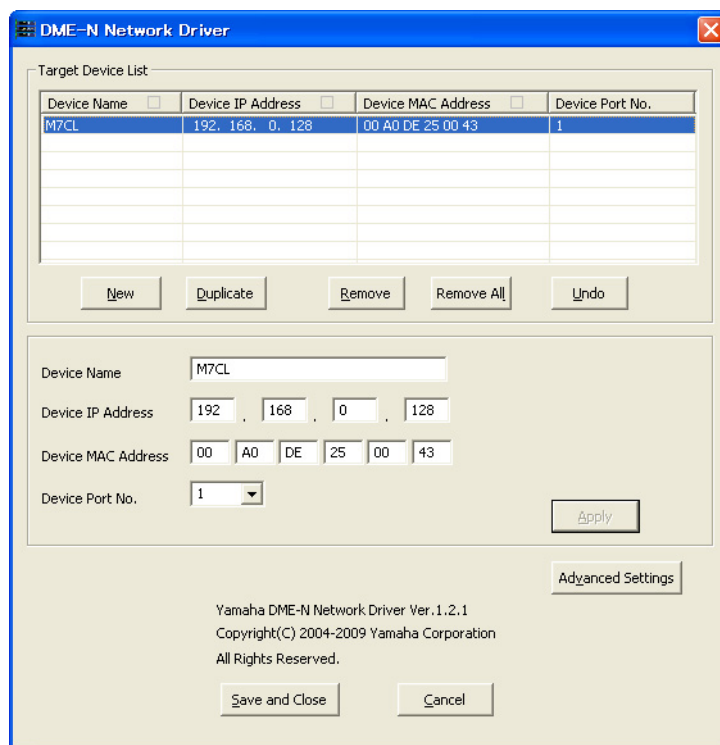 DME-N Network Driver
Target Device List
Device Name Device IP Address Device MAC Address Device Port No.
M7CL 192. 168. 0. 128 00 A0 DE 25 00 43 1
New Duplicate Remove Remove All Undo
Device Name M7CL
Device IP Address 192 . 168 . 0 . 128
Device MAC Address 00 A0 DE 25 00 43
Device Port No. 1
Apply
Advanced Settings
Yamaha DME-N Network Driver Ver.1.2.1
Copyright(C) 2004-2009 Yamaha Corporation
All Rights Reserved.
Save and Close Cancel